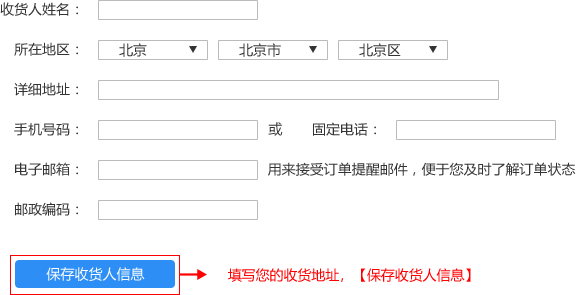 收货人姓名：
所在地区： 北京 北京市 北京区
详细地址：
手机号码： 或 固定电话：
电子邮箱： 用来接受订单提醒邮件，便于您及时了解订单状态
邮政编码：
保存收货人信息 填写您的收货地址，【保存收货人信息】